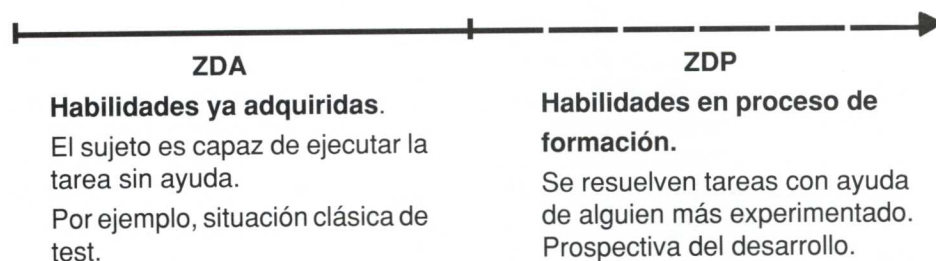 ZDA
Habilidades ya adquiridas.
El sujeto es capaz de ejecutar la
tarea sin ayuda.
Por ejemplo, situación clásica de
test.
ZDP
Habilidades en proceso de
formación.
Se resuelven tareas con ayuda
de alguien más experimentado.
Prospectiva del desarrollo.